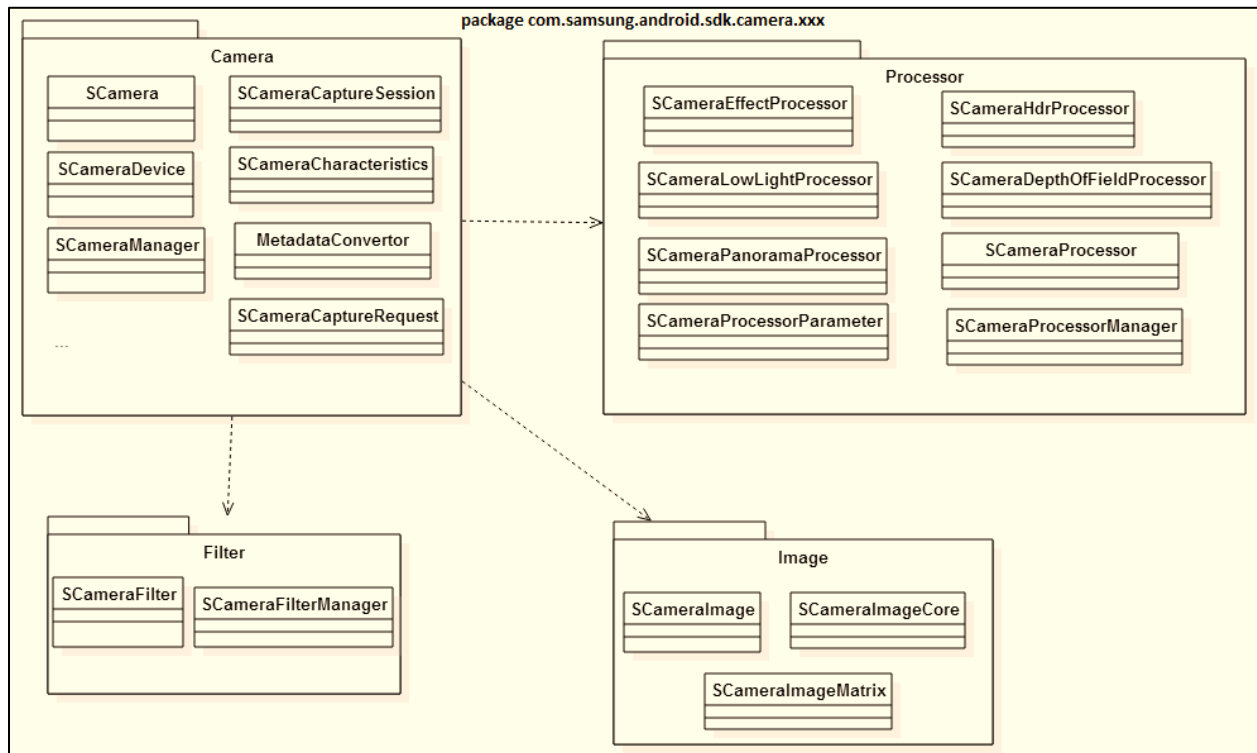 package com.samsung.android.sdk.camera.xxx
Camera
SCamera
SCameraCaptureSession
SCameraDevice
SCameraCharacteristics
SCameraManager
MetadataConvertor
SCameraCaptureRequest
...
Processor
SCameraEffectProcessor
SCameraHdrProcessor
SCameraLowLightProcessor
SCameraDepthOfFieldProcessor
SCameraPanoramaProcessor
SCameraProcessor
SCameraProcessorParameter
SCameraProcessorManager
Filter
SCameraFilter
SCameraFilterManager
Image
SCameraImage
SCameraImageCore
SCameraImageMatrix